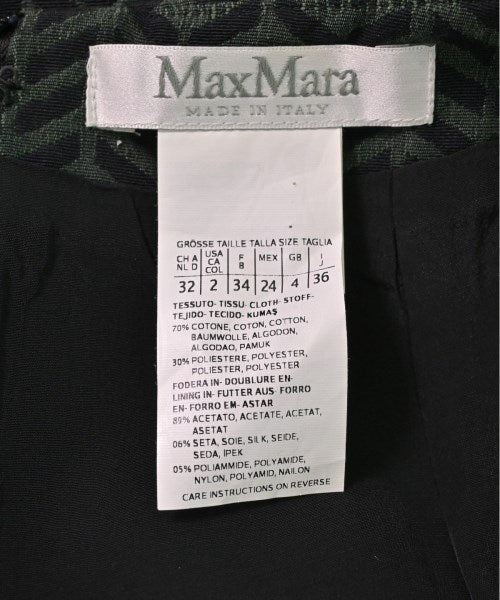 MaxMara
MADE IN ITALY
GRÖSSE TAILLE TALLA SIZE TAGLIA
CH A NL D USA CA COL F B MEX GB I J
32 2 34 24 4 36
TESSUTO-TISSU-CLOTH-STOFF-
TEJIDO-TECIDO-KUMAŞ
70% COTONE, COTON, COTTON,
BAUMWOLLE, ALGODON,
ALGODAO, PAMUK
30% POLIESTERE, POLYESTER,
POLIESTER, POLYESTER
FODERA IN-DOUBLURE EN-
LINING IN-FUTTER AUS-FORRO
EN-FORRO EM-ASTAR
89% ACETATO, ACETATE, ACETAT,
ASETAT
06% SETA, SOIE, SILK, SEIDE,
SEDA, IPEK
05% POLIAMMIDE, POLYAMIDE,
NYLON, POLYAMID, NAILON
CARE INSTRUCTIONS ON REVERSE